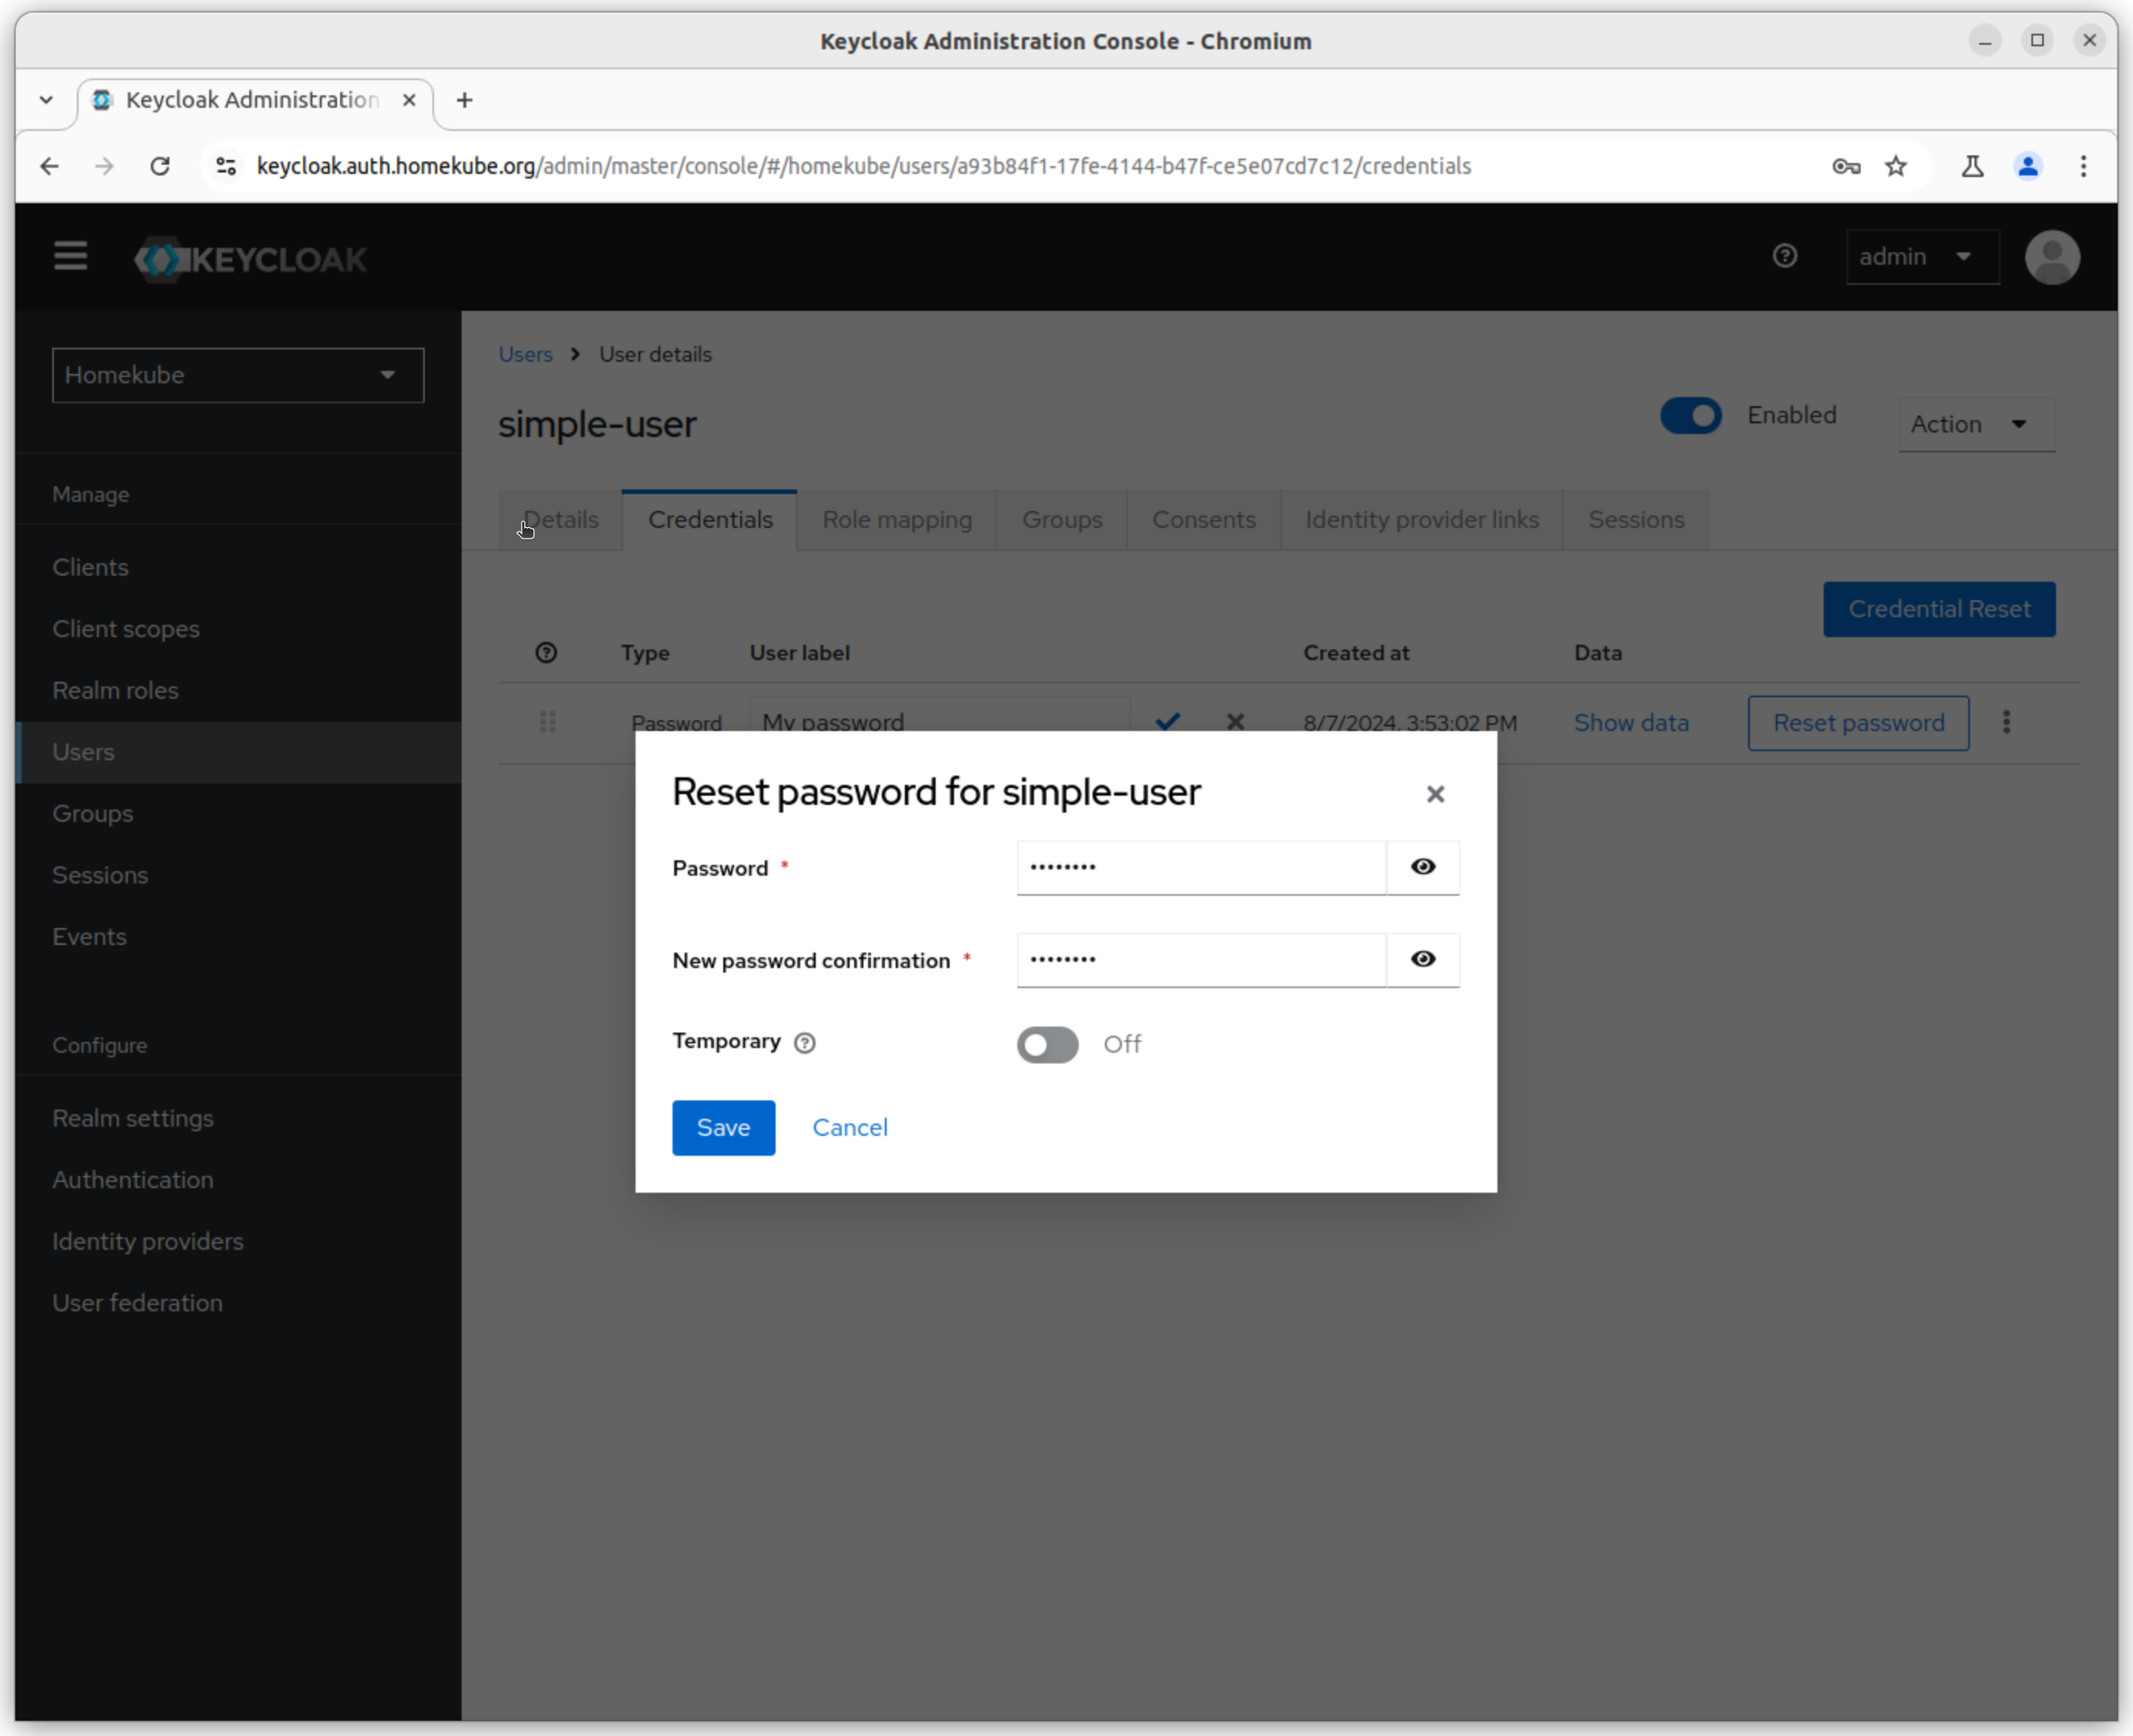 Keycloak Administration Console - Chromium
Keycloak Administration
keycloak.auth.homekube.org/admin/master/console/#/homekube/users/a93b84f1-17fe-4144-b47f-ce5e07cd7c12/credentials
KEYCLOAK
admin
Homekube
Manage
Clients
Client scopes
Realm roles
Users
Groups
Sessions
Events
Configure
Realm settings
Authentication
Identity providers
User federation
Users User details
simple-user
Enabled
Action
Details Credentials Role mapping Groups Consents Identity provider links Sessions
Credential Reset
Type User label Created at Data
Password My password 8/7/2024, 3:53:02 PM Show data Reset password
Reset password for simple-user
Password *
••••••••
New password confirmation *
••••••••
Temporary Off
Save Cancel